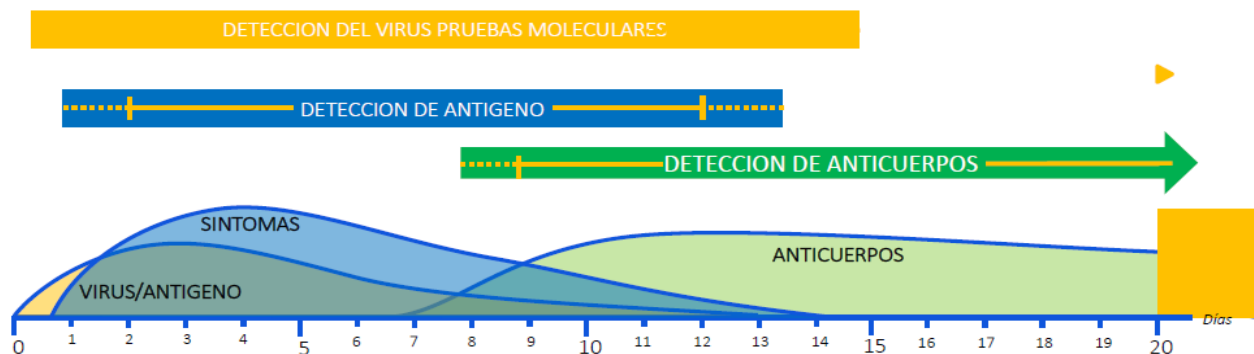 DETECCION DEL VIRUS PRUEBAS MOLECULARES
DETECCION DE ANTIGENO
DETECCION DE ANTICUERPOS
SINTOMAS
ANTICUERPOS
VIRUS/ANTIGENO
Días
0 1 2 3 4 5 6 7 8 9 10 11 12 13 14 15 17 18 19 20